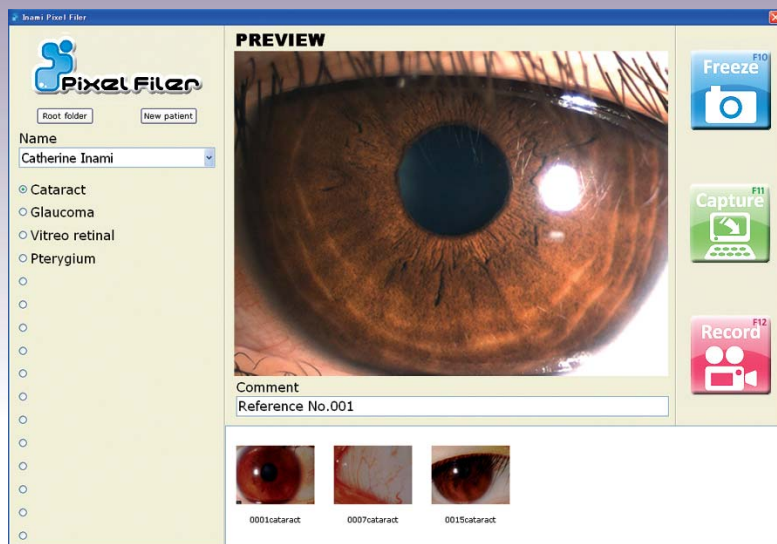 Inami Pixel Filer
Pixel Filer
Root folder
New patient
Name
Catherine Inami
Cataract
Glaucoma
Vitreo retinal
Pterygium
PREVIEW
Comment
Reference No.001
0001cataract
0007cataract
0015cataract
F10
Freeze
F11
Capture
F12
Record